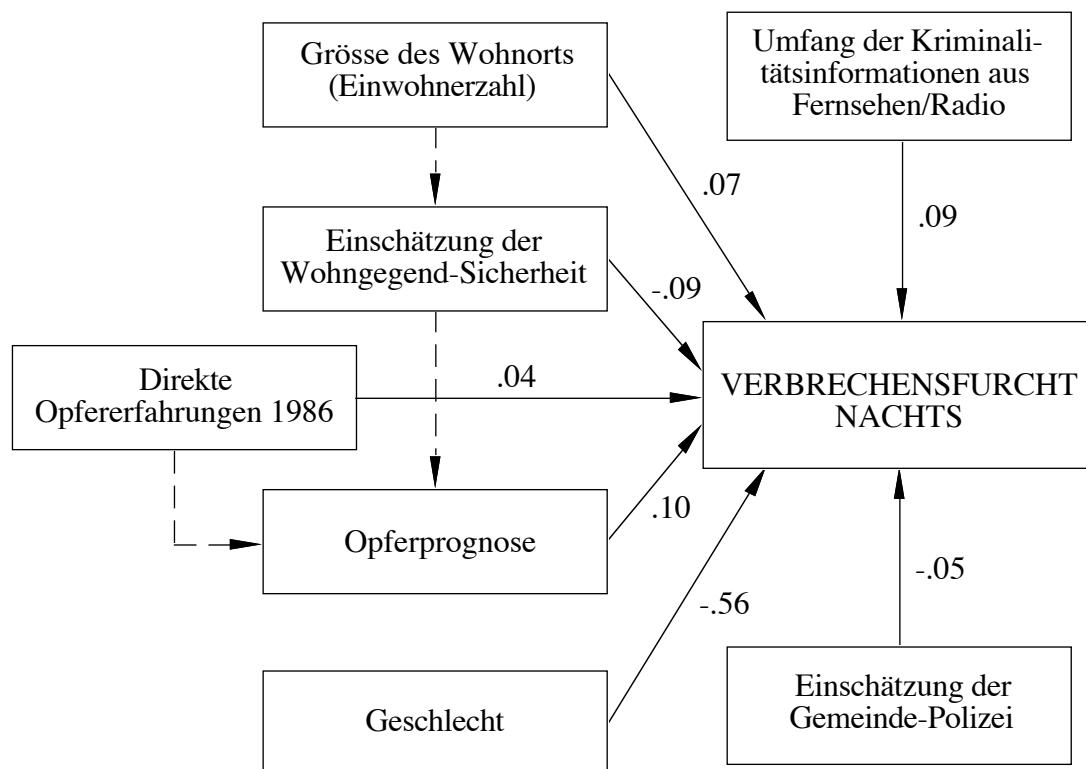 Grösse des Wohnorts
(Einwohnerzahl)
Umfang der Kriminali-
tätsinformationen aus
Fernsehen/Radio
.07
.09
Einschätzung der
Wohngegend-Sicherheit
-.09
Direkte
Opfererfahrungen 1986
.04
VERBRECHENSFURCHT
NACHTS
Opferprognose
.10
-.56
-.05
Geschlecht
Einschätzung der
Gemeinde-Polizei